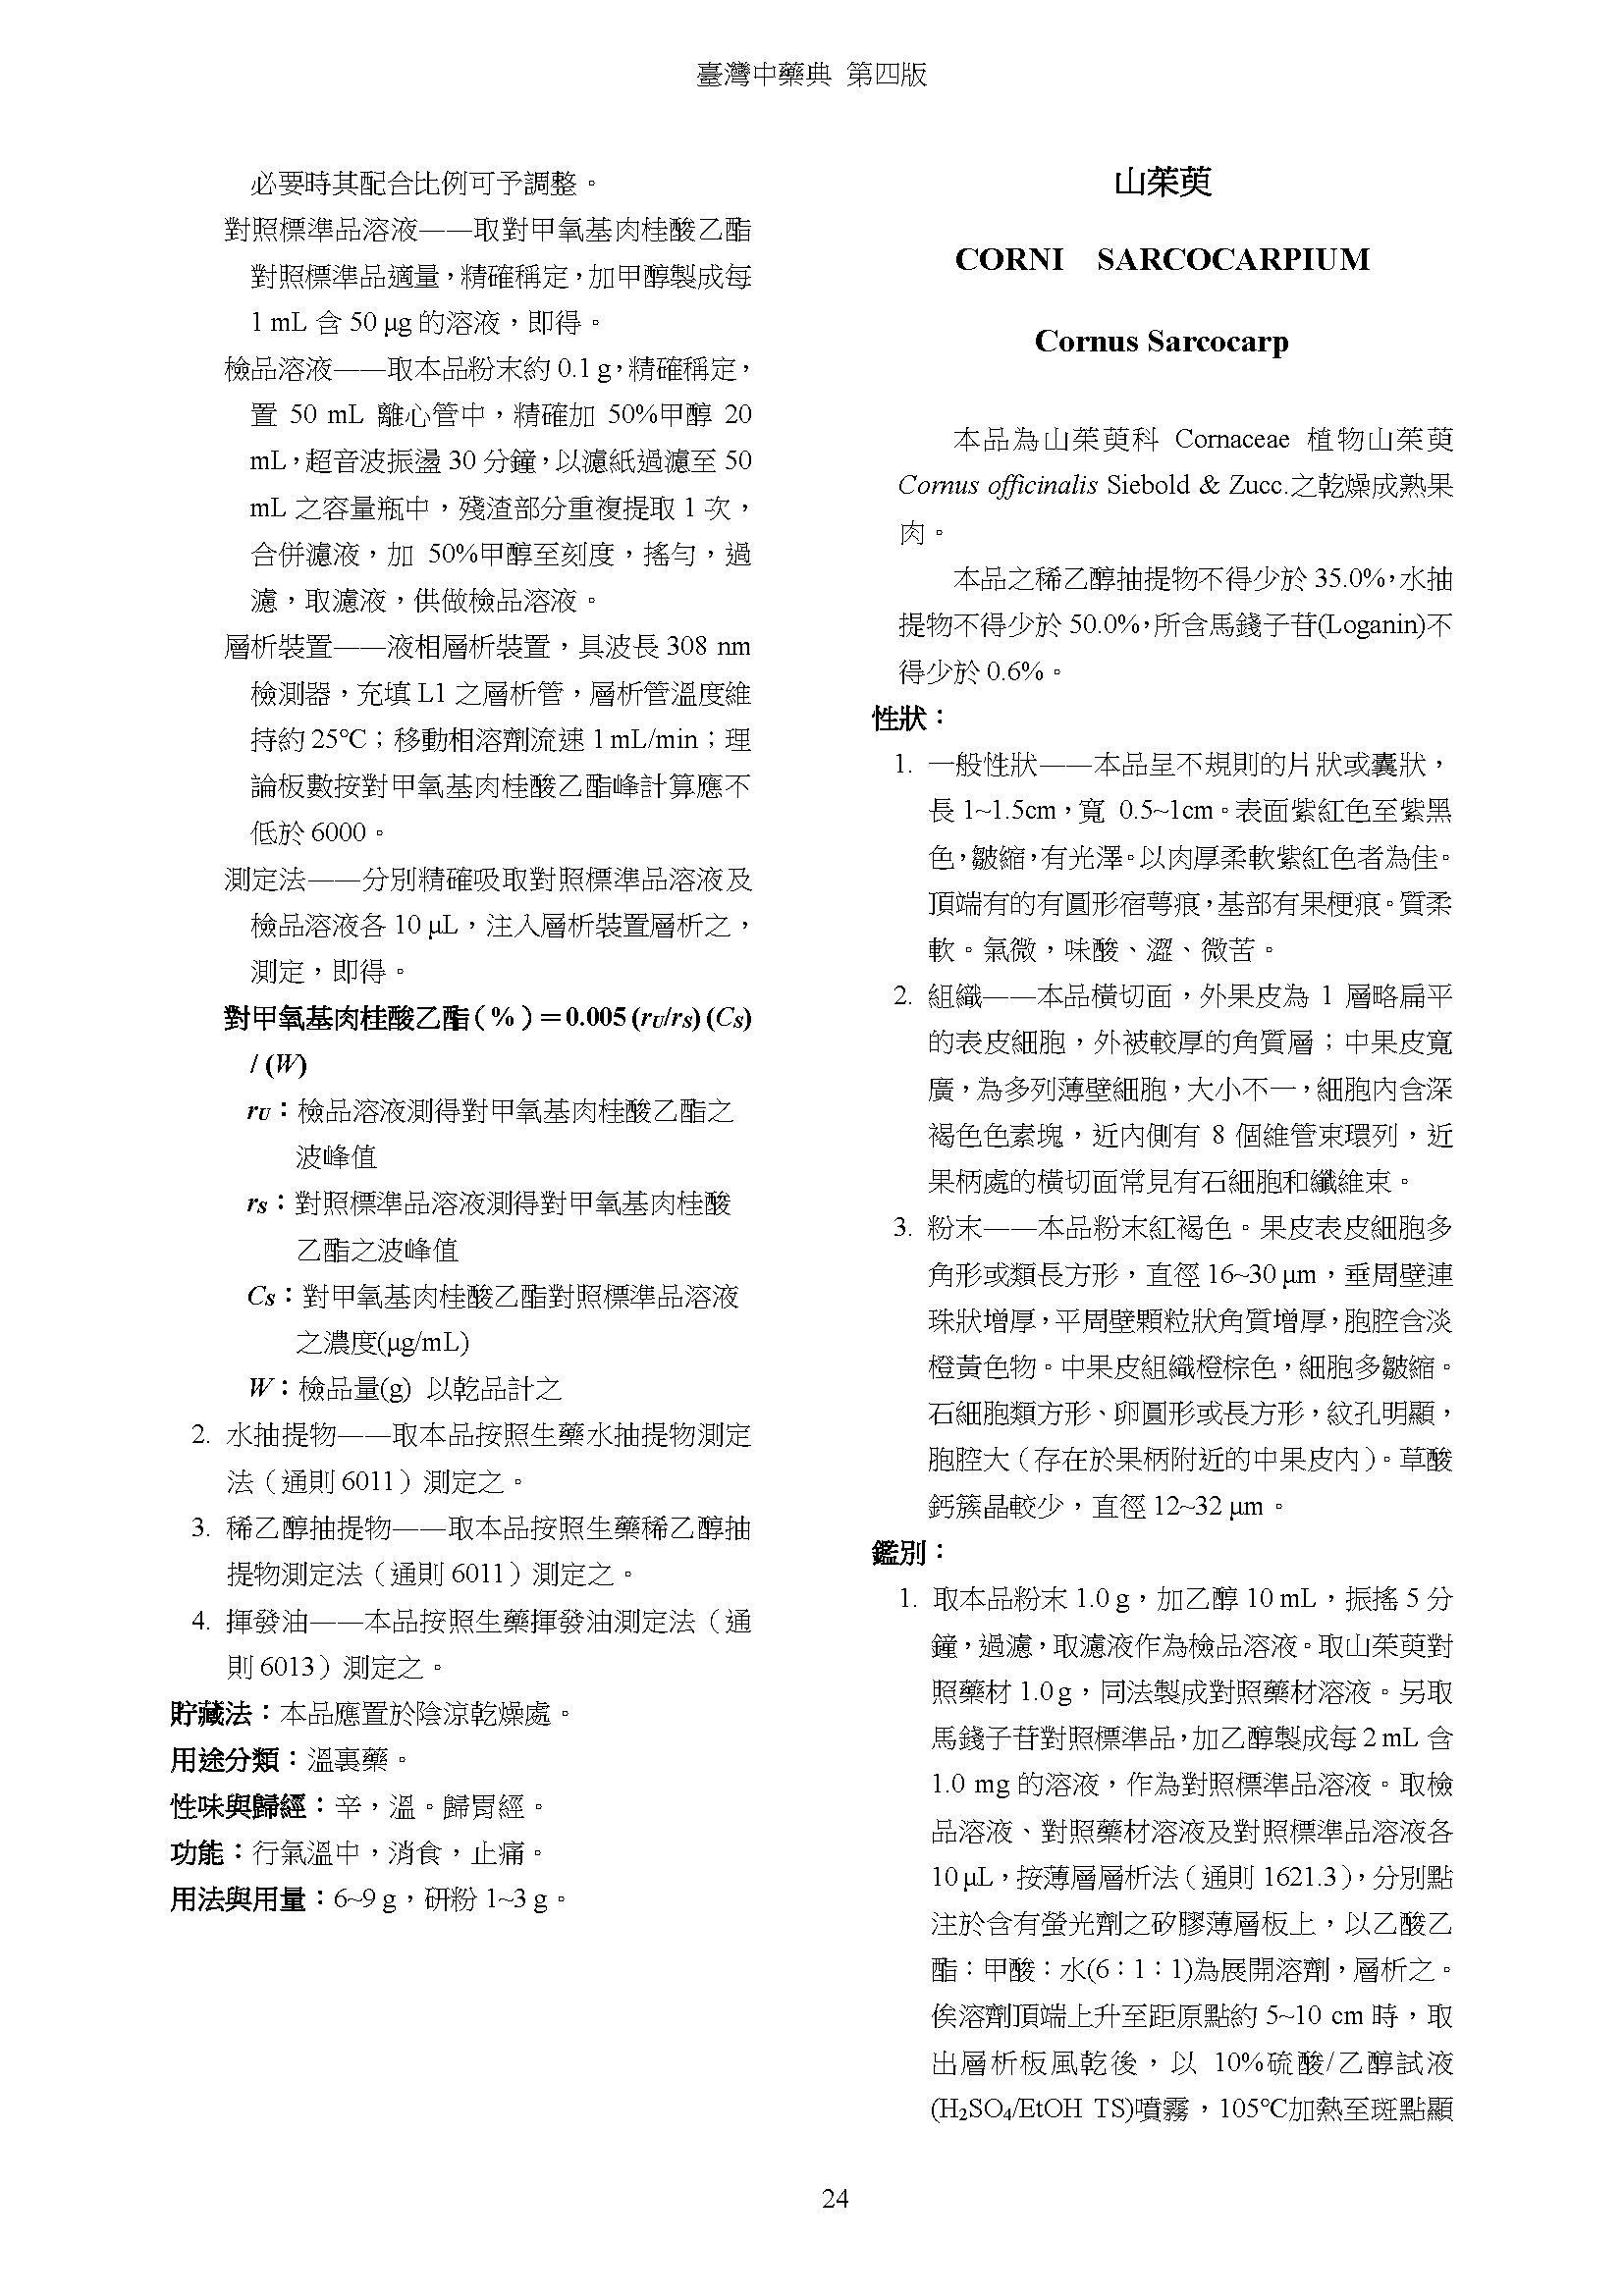 臺灣中藥典 第四版
必要時其配合比例可予調整。
對照標準品溶液——取對甲氧基肉桂酸乙酯
對照標準品適量，精確稱定，加甲醇製成每
1 mL 含 50 μg 的溶液，即得。
檢品溶液——取本品粉末約 0.1 g，精確稱定，
置 50 mL 離心管中，精確加 50%甲醇 20
mL，超音波振盪 30 分鐘，以濾紙過濾至 50
mL 之容量瓶中，殘渣部分重複提取 1 次，
合併濾液，加 50%甲醇至刻度，搖勻，過
濾，取濾液，供做檢品溶液。
層析裝置——液相層析裝置，具波長 308 nm
檢測器，充填 L1 之層析管，層析管溫度維
持約 25°C；移動相溶劑流速 1 mL/min；理
論板數按對甲氧基肉桂酸乙酯峰計算應不
低於 6000。
測定法——分別精確吸取對照標準品溶液及
檢品溶液各 10 μL，注入層析裝置層析之，
測定，即得。
對甲氧基肉桂酸乙酯（%）＝0.005 (rU/rS) (CS)
/ (W)
rU：檢品溶液測得對甲氧基肉桂酸乙酯之
波峰值
rS：對照標準品溶液測得對甲氧基肉桂酸
乙酯之波峰值
CS：對甲氧基肉桂酸乙酯對照標準品溶液
之濃度(μg/mL)
W：檢品量(g) 以乾品計之
2. 水抽提物——取本品按照生藥水抽提物測定
法（通則 6011）測定之。
3. 稀乙醇抽提物——取本品按照生藥稀乙醇抽
提物測定法（通則 6011）測定之。
4. 揮發油——本品按照生藥揮發油測定法（通
則 6013）測定之。
貯藏法：本品應置於陰涼乾燥處。
用途分類：溫裏藥。
性味與歸經：辛，溫。歸胃經。
功能：行氣溫中，消食，止痛。
用法與用量：6~9 g，研粉 1~3 g。
山茱萸
CORNI SARCOCARPIUM
Cornus Sarcocarp
本品為山茱萸科 Cornaceae 植物山茱萸
Cornus officinalis Siebold & Zucc.之乾燥成熟果
肉。
本品之稀乙醇抽提物不得少於 35.0%，水抽
提物不得少於 50.0%，所含馬錢子苷(Loganin)不
得少於 0.6%。
性狀：
1. 一般性狀——本品呈不規則的片狀或囊狀，
長 1~1.5cm，寬 0.5~1cm。表面紫紅色至紫黑
色，皺縮，有光澤。以肉厚柔軟紫紅色者為佳。
頂端有的有圓形宿萼痕，基部有果梗痕。質柔
軟。氣微，味酸、澀、微苦。
2. 組織——本品橫切面，外果皮為 1 層略扁平
的表皮細胞，外被較厚的角質層；中果皮寬
廣，為多列薄壁細胞，大小不一，細胞內含深
褐色色素塊，近內側有 8 個維管束環列，近
果柄處的橫切面常見有石細胞和纖維束。
3. 粉末——本品粉末紅褐色。果皮表皮細胞多
角形或類長方形，直徑 16~30 μm，垂周壁連
珠狀增厚，平周壁顆粒狀角質增厚，胞腔含淡
橙黃色物。中果皮組織橙棕色，細胞多皺縮。
石細胞類方形、卵圓形或長方形，紋孔明顯，
胞腔大（存在於果柄附近的中果皮內）。草酸
鈣簇晶較少，直徑 12~32 μm。
鑑別：
1. 取本品粉末 1.0 g，加乙醇 10 mL，振搖 5 分
鐘，過濾，取濾液作為檢品溶液。取山茱萸對
照藥材 1.0 g，同法製成對照藥材溶液。另取
馬錢子苷對照標準品，加乙醇製成每 2 mL 含
1.0 mg 的溶液，作為對照標準品溶液。取檢
品溶液、對照藥材溶液及對照標準品溶液各
10 μL，按薄層層析法（通則 1621.3），分別點
注於含有螢光劑之矽膠薄層板上，以乙酸乙
酯：甲酸：水(6：1：1)為展開溶劑，層析之。
俟溶劑頂端上升至距原點約 5~10 cm 時，取
出層析板風乾後，以 10%硫酸/乙醇試液
(H₂SO₄/EtOH TS)噴霧，105°C加熱至斑點顯
24